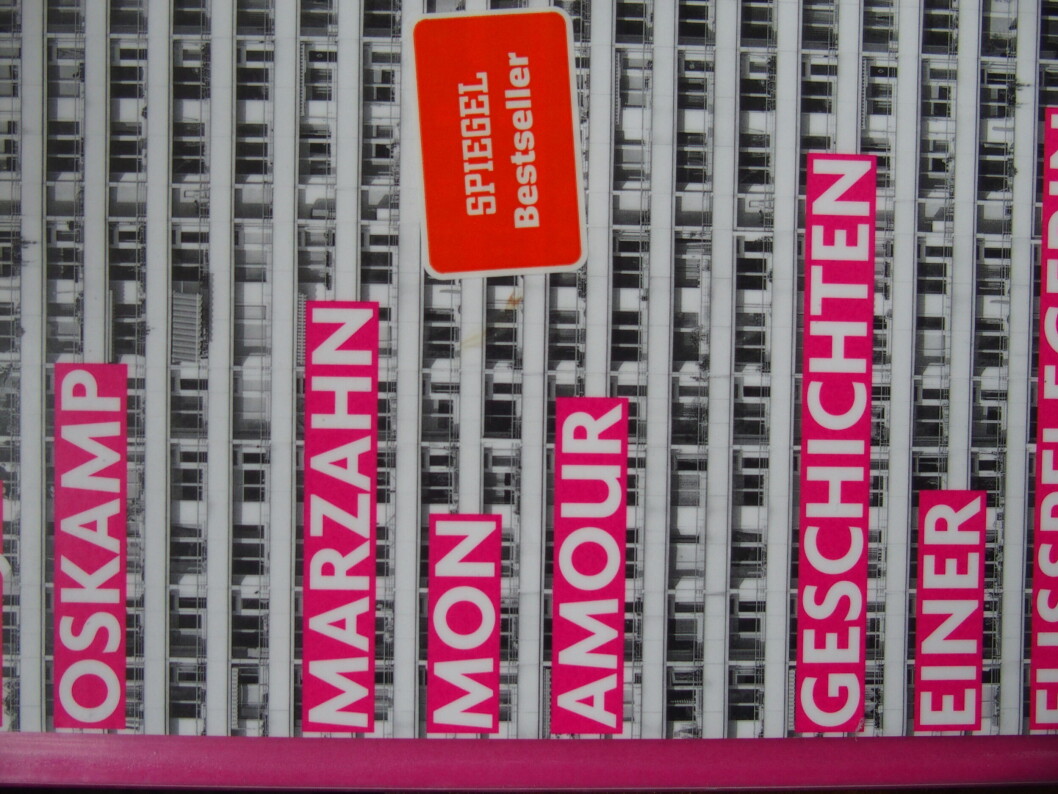 OSKAMP
MARZAHN
MON
AMOUR
SPIEGEL
Bestseller
GESCHICHTEN
EINER